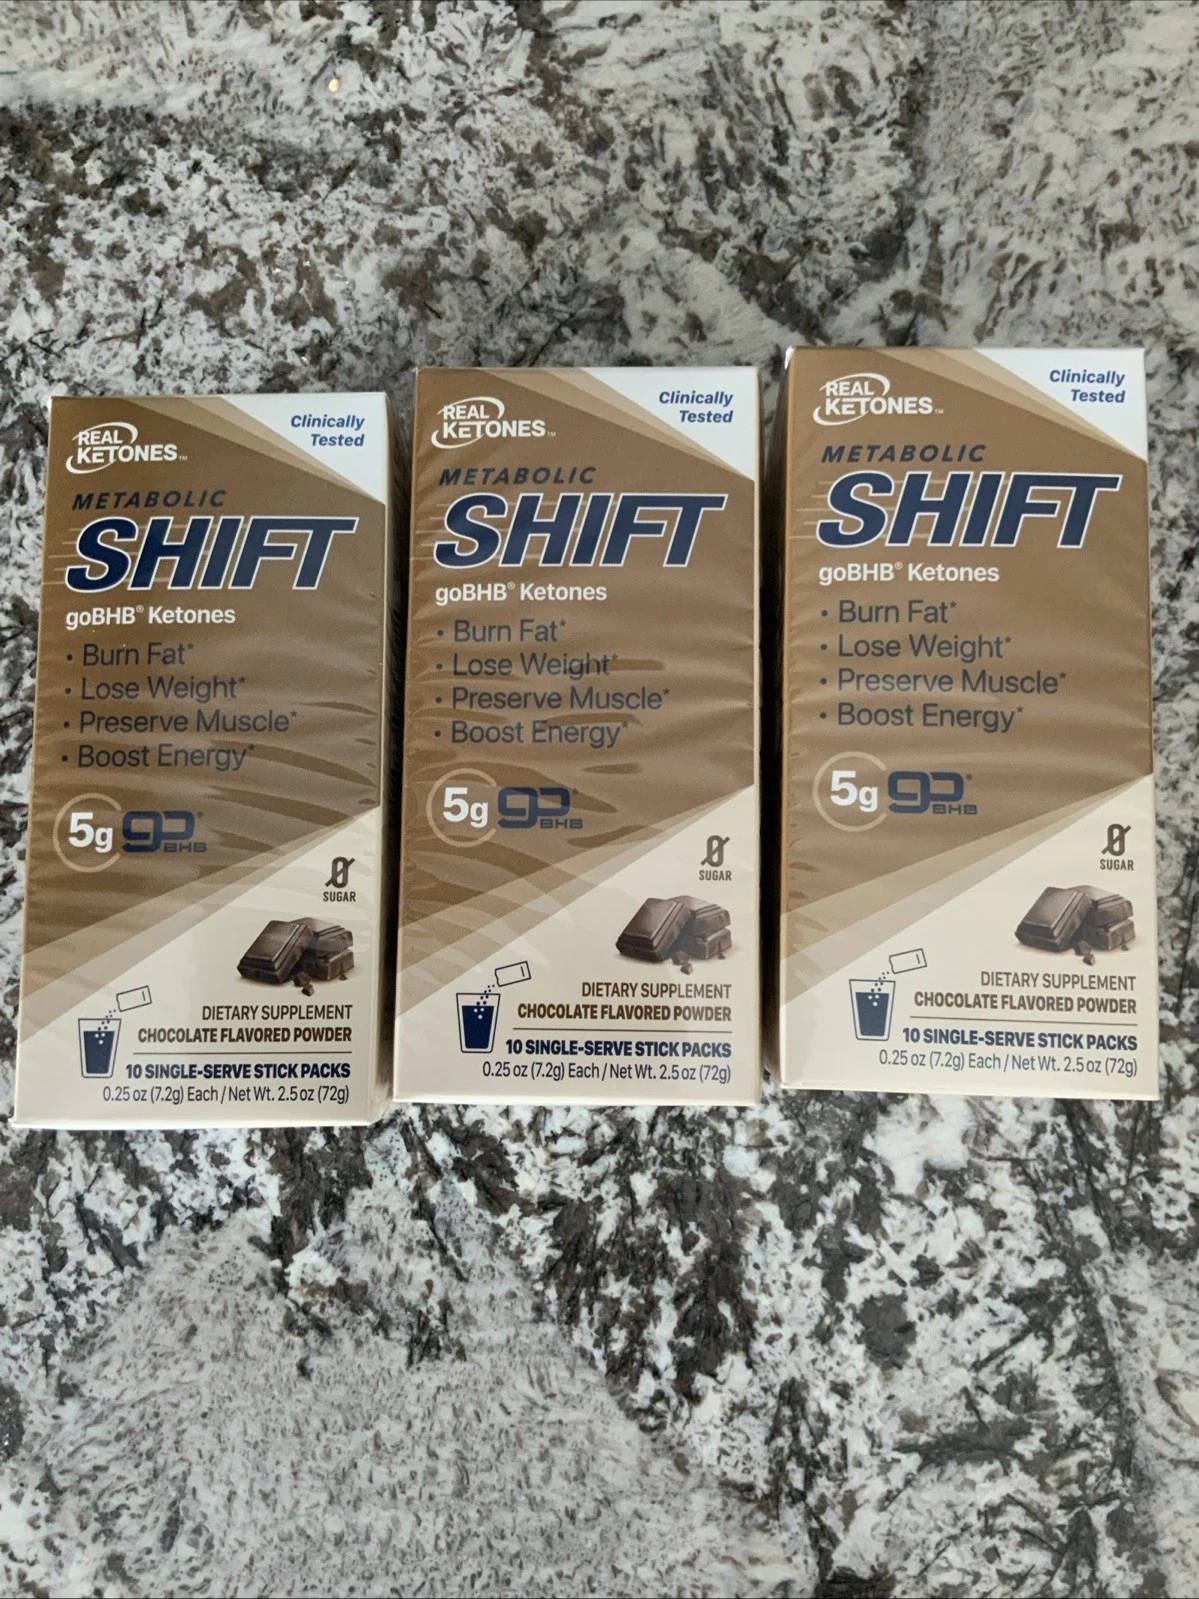 REAL
KETONES™
Clinically
Tested
METABOLIC
SHIFT
goBHB® Ketones
• Burn Fat*
• Lose Weight*
• Preserve Muscle*
• Boost Energy*
5g go®
BHB
0
SUGAR
DIETARY SUPPLEMENT
CHOCOLATE FLAVORED POWDER
10 SINGLE-SERVE STICK PACKS
0.25 oz (7.2g) Each / Net Wt. 2.5 oz (72g)
REAL
KETONES™
Clinically
Tested
METABOLIC
SHIFT
goBHB® Ketones
• Burn Fat*
• Lose Weight*
• Preserve Muscle*
• Boost Energy*
5g go®
BHB
0
SUGAR
DIETARY SUPPLEMENT
CHOCOLATE FLAVORED POWDER
10 SINGLE-SERVE STICK PACKS
0.25 oz (7.2g) Each / Net Wt. 2.5 oz (72g)
REAL
KETONES™
Clinically
Tested
METABOLIC
SHIFT
goBHB® Ketones
• Burn Fat*
• Lose Weight*
• Preserve Muscle*
• Boost Energy*
5g go®
BHB
0
SUGAR
DIETARY SUPPLEMENT
CHOCOLATE FLAVORED POWDER
10 SINGLE-SERVE STICK PACKS
0.25 oz (7.2g) Each / Net Wt. 2.5 oz (72g)